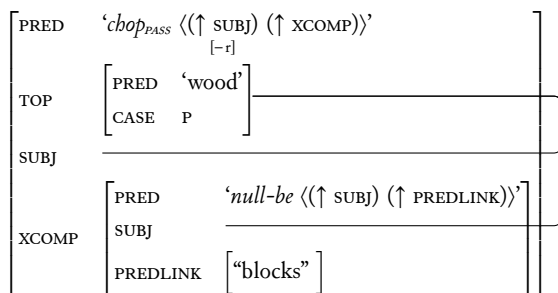 PRED ‘chopPASS ⟨(↑ SUBJ) (↑ XCOMP)⟩’
[–r]
PRED ‘wood’
TOP
CASE P
SUBJ
PRED ‘null-be ⟨(↑ SUBJ) (↑ PREDLINK)⟩’
SUBJ
XCOMP
PREDLINK [“blocks” ]